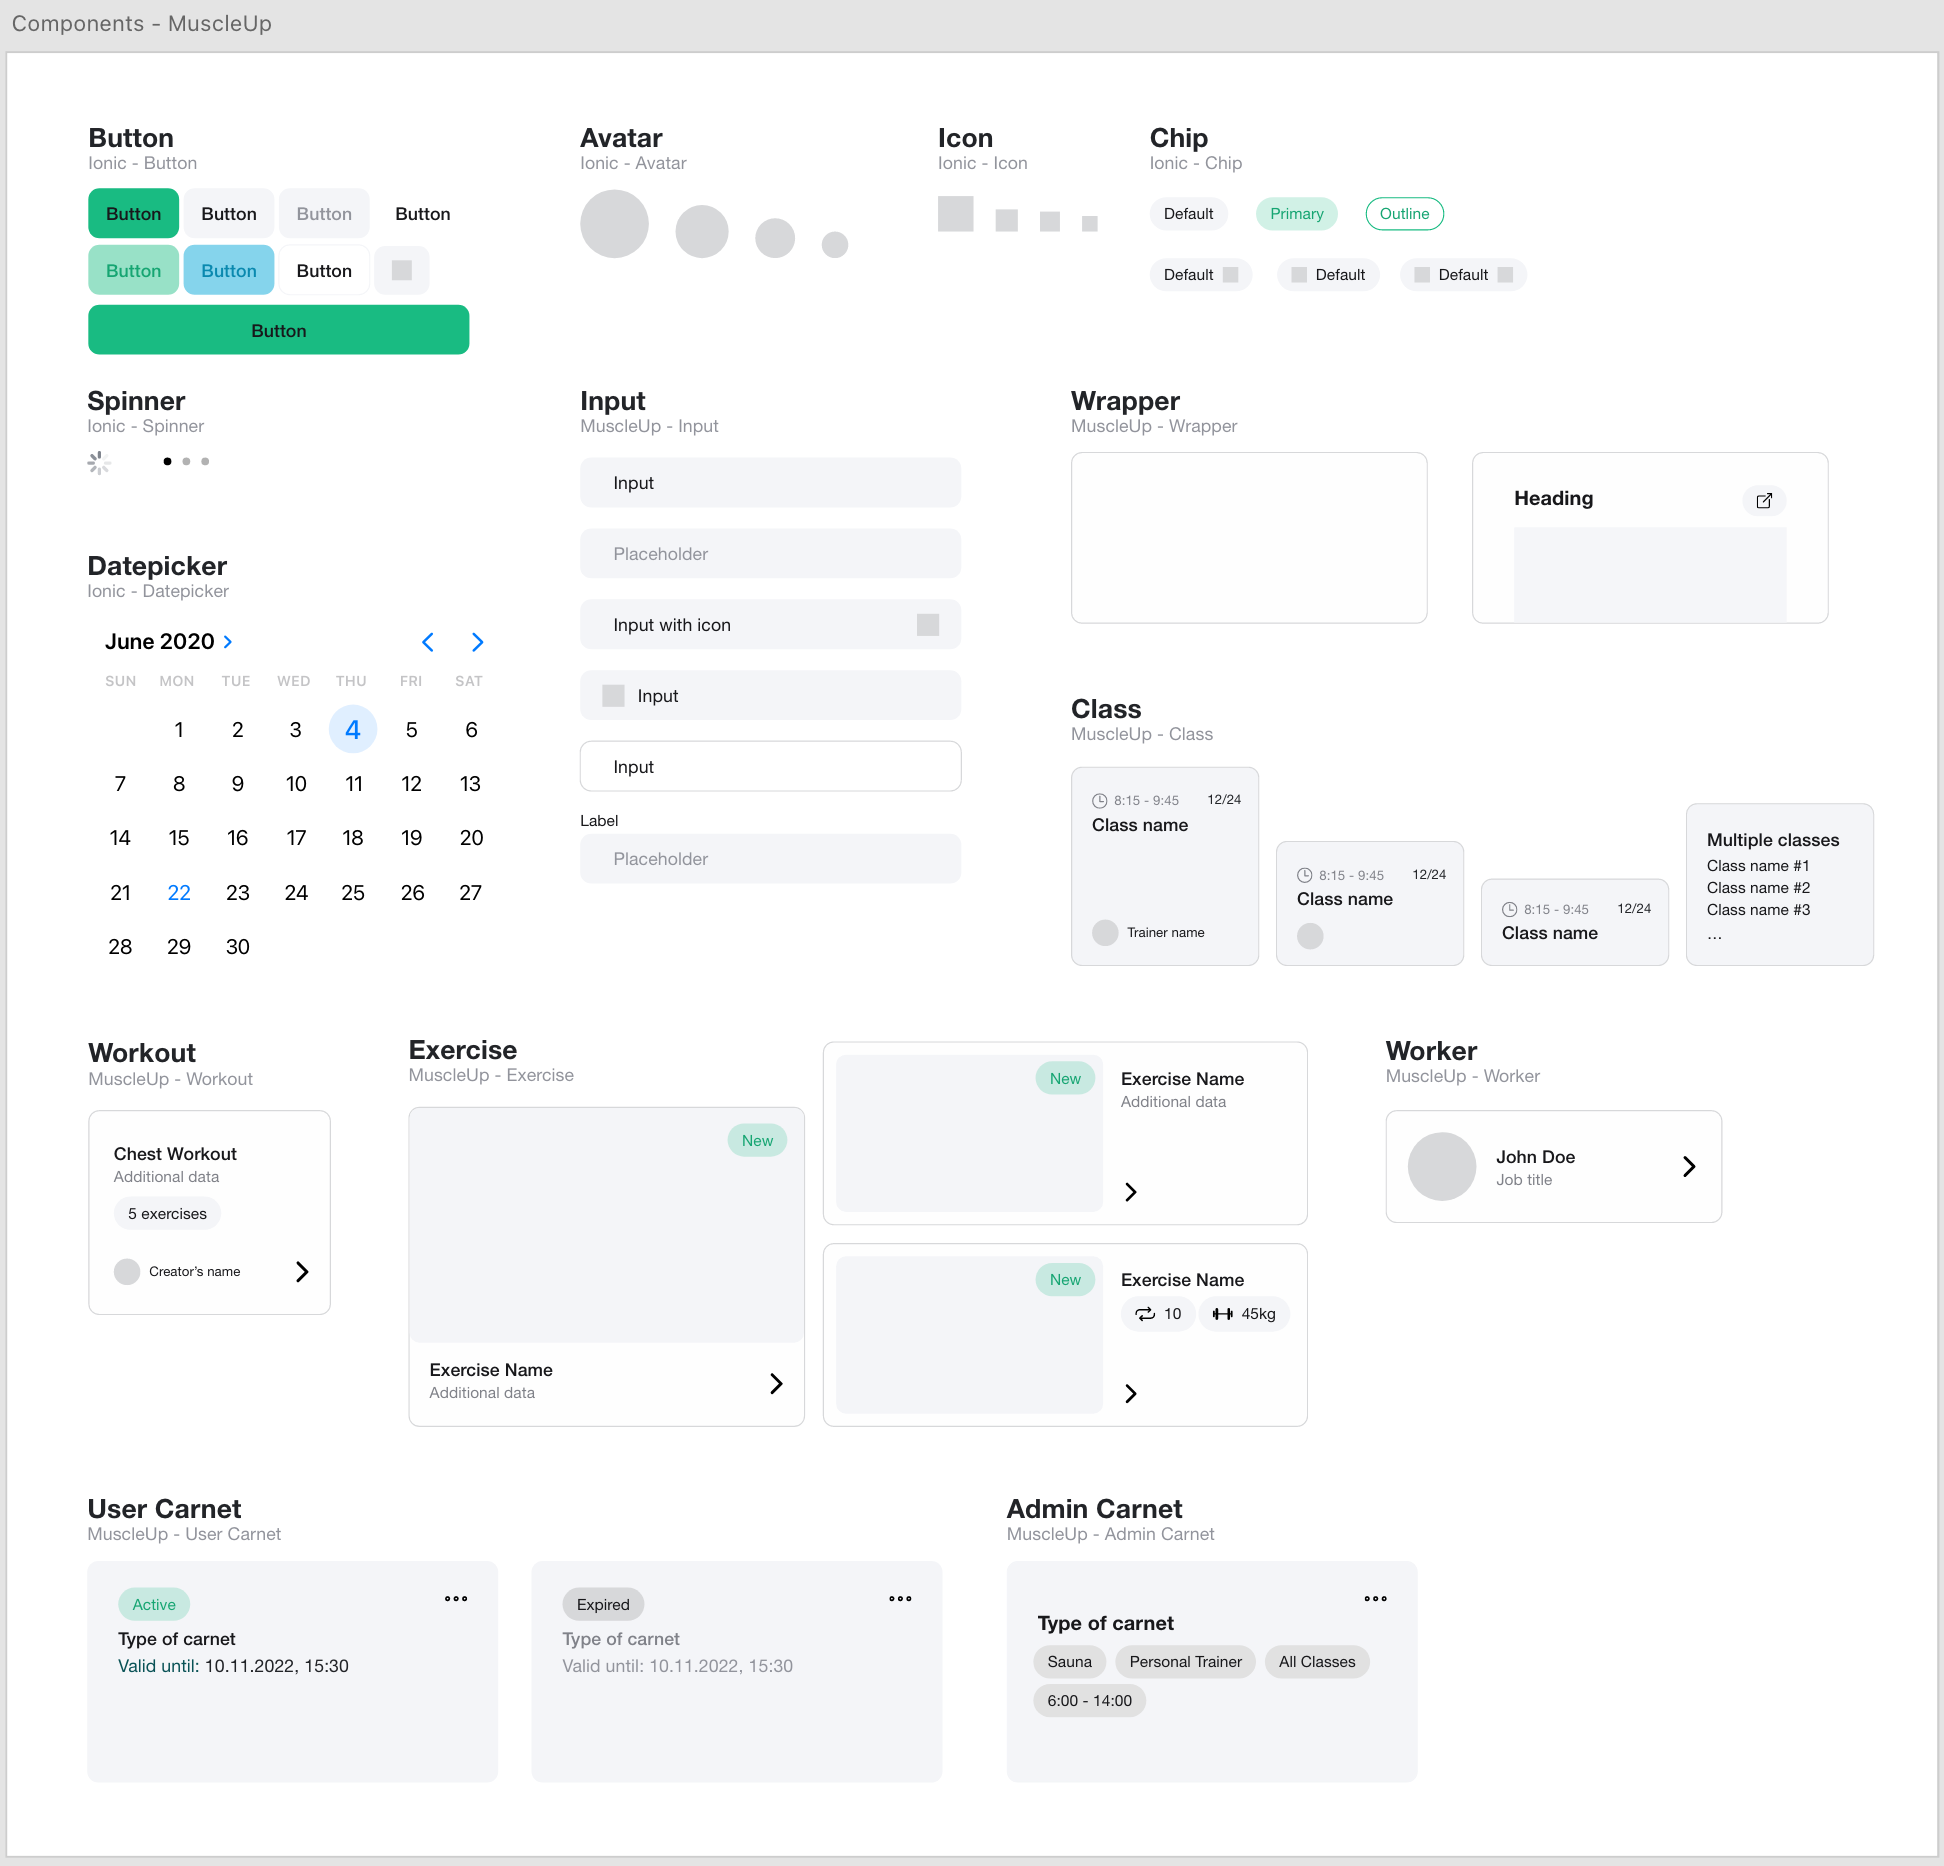 Components - MuscleUp
Button
Ionic - Button
Button Button Button Button
Button Button Button
Button
Avatar
Ionic - Avatar
Icon
Ionic - Icon
Chip
Ionic - Chip
Default Primary Outline
Default Default Default
Spinner
Ionic - Spinner
Datepicker
Ionic - Datepicker
June 2020
SUN MON TUE WED THU FRI SAT
1 2 3 4 5 6
7 8 9 10 11 12 13
14 15 16 17 18 19 20
21 22 23 24 25 26 27
28 29 30
Input
MuscleUp - Input
Input
Placeholder
Input with icon
Input
Input
Label
Placeholder
Wrapper
MuscleUp - Wrapper
Heading
Class
MuscleUp - Class
8:15 - 9:45 12/24
Class name
Trainer name
8:15 - 9:45 12/24
Class name
8:15 - 9:45 12/24
Class name
Multiple classes
Class name #1
Class name #2
Class name #3
...
Workout
MuscleUp - Workout
Chest Workout
Additional data
5 exercises
Creator's name
Exercise
MuscleUp - Exercise
New
Exercise Name
Additional data
New
Exercise Name
Additional data
New
Exercise Name
10 45kg
Worker
MuscleUp - Worker
John Doe
Job title
User Carnet
MuscleUp - User Carnet
Active
Type of carnet
Valid until: 10.11.2022, 15:30
Expired
Type of carnet
Valid until: 10.11.2022, 15:30
Admin Carnet
MuscleUp - Admin Carnet
Type of carnet
Sauna Personal Trainer All Classes
6:00 - 14:00